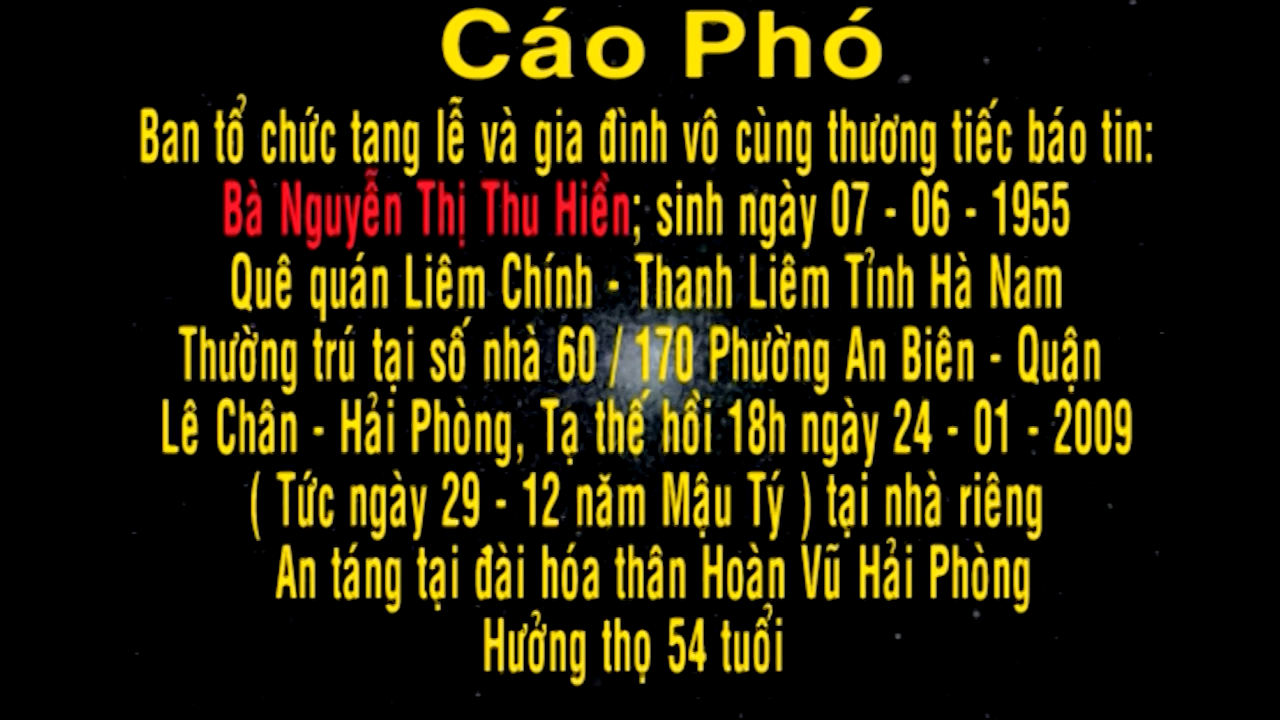 Cáo Phó
Ban tổ chức tang lễ và gia đình vô cùng thương tiếc báo tin:
Bà Nguyễn Thị Thu Hiền; sinh ngày 07 - 06 - 1955
Quê quán Liêm Chính - Thanh Liêm Tỉnh Hà Nam
Thường trú tại số nhà 60 / 170 Phường An Biên - Quận
Lê Chân - Hải Phòng, Tạ thế hồi 18h ngày 24 - 01 - 2009
( Tức ngày 29 - 12 năm Mậu Tý ) tại nhà riêng
An táng tại đài hóa thân Hoàn Vũ Hải Phòng
Hưởng thọ 54 tuổi